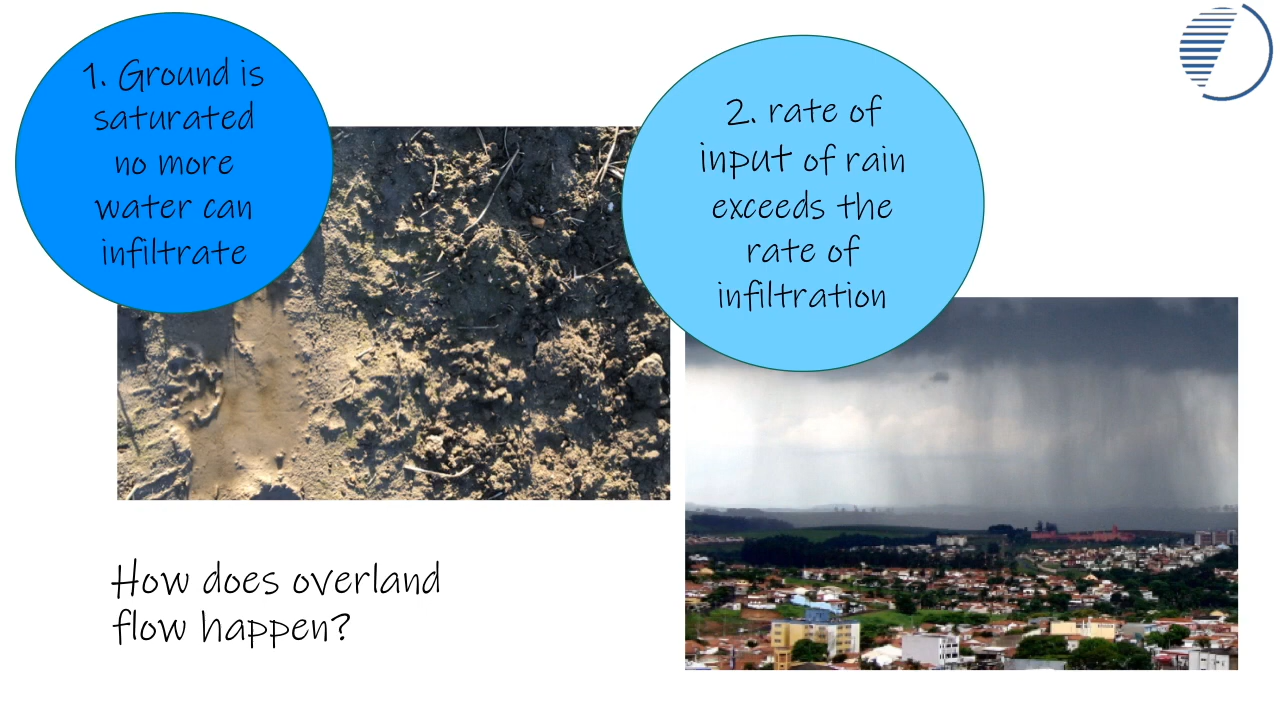 1. Ground is
saturated
no more
water can
infiltrate
2. rate of
input of rain
exceeds the
rate of
infiltration
How does overland
flow happen?